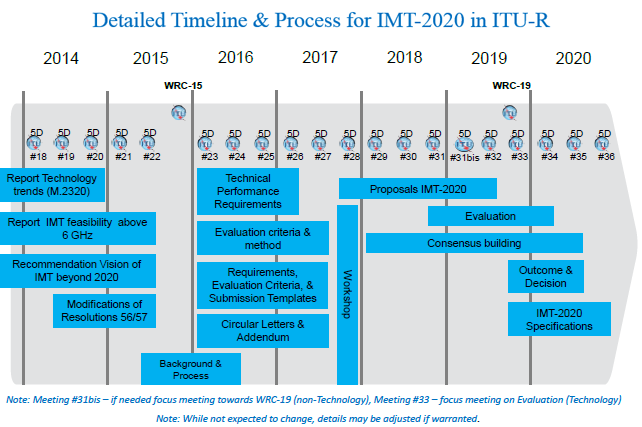 Detailed Timeline & Process for IMT-2020 in ITU-R
2014 2015 2016 2017 2018 2019 2020
WRC-15 WRC-19
5D 5D 5D 5D 5D 5D 5D 5D 5D 5D 5D 5D 5D 5D 5D 5D 5D 5D 5D 5D
#18 #19 #20 #21 #22 #23 #24 #25 #26 #27 #28 #29 #30 #31 #31bis #32 #33 #34 #35 #36
Report Technology
trends (M.2320)
Report IMT feasibility above
6 GHz
Recommendation Vision of
IMT beyond 2020
Modifications of
Resolutions 56/57
Background &
Process
Technical
Performance
Requirements
Evaluation criteria &
method
Requirements,
Evaluation Criteria, &
Submission Templates
Circular Letters &
Addendum
Workshop
Proposals IMT-2020
Evaluation
Consensus building
Outcome &
Decision
IMT-2020
Specifications
Note: Meeting #31bis – if needed focus meeting towards WRC-19 (non-Technology), Meeting #33 – focus meeting on Evaluation (Technology)
Note: While not expected to change, details may be adjusted if warranted.